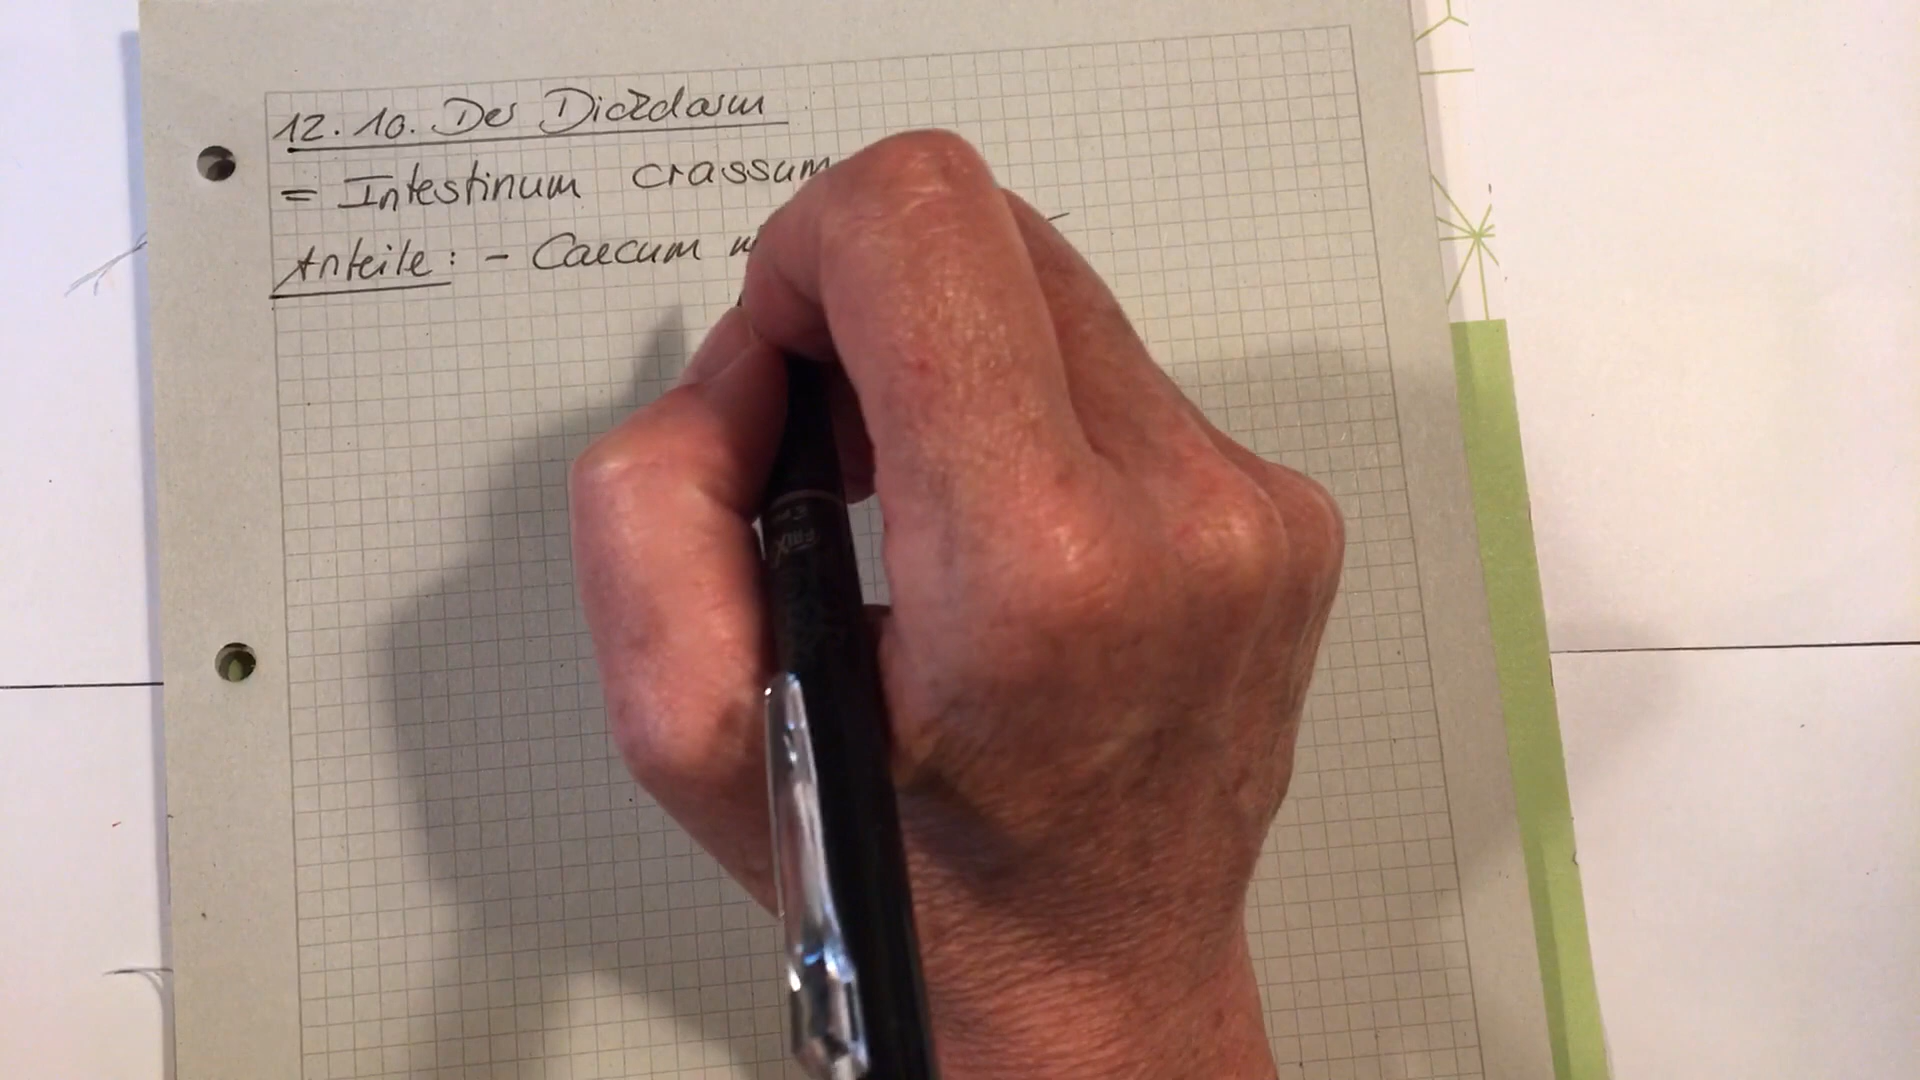 12.10. Der Dickdarm
= Intestinum crassum
Anteile: - Caecum